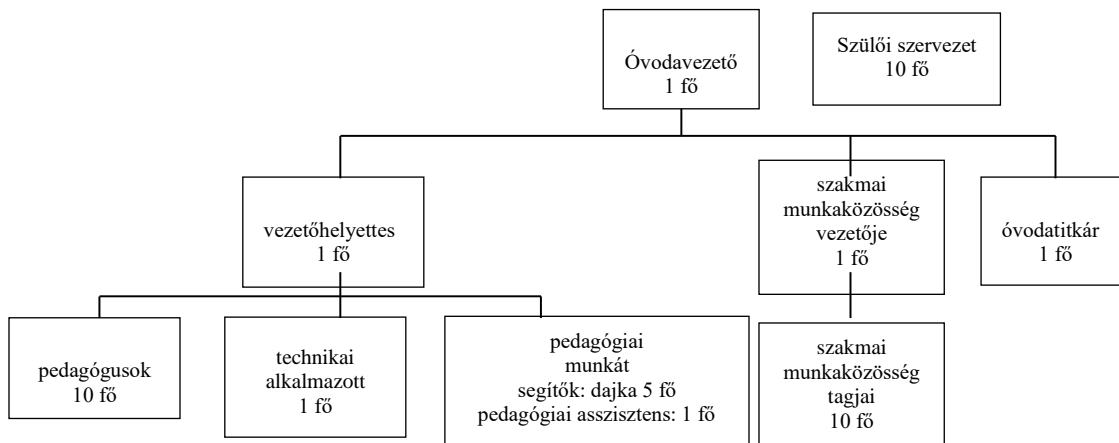 Óvodavezető
1 fő
Szülői szervezet
10 fő
vezetőhelyettes
1 fő
szakmai
munkaközösség
vezetője
1 fő
óvodatitkár
1 fő
pedagógusok
10 fő
technikai
alkalmazott
1 fő
pedagógiai
munkát
segítők: dajka 5 fő
pedagógiai asszisztens: 1 fő
szakmai
munkaközösség
tagjai
10 fő